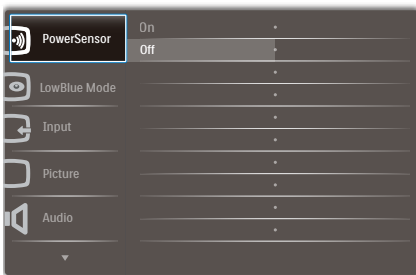 PowerSensor
On
Off
LowBlue Mode
Input
Picture
Audio